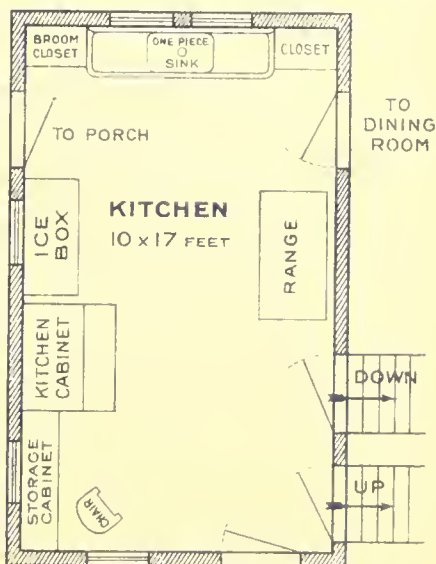 BROOM
CLOSET
ONE PIECE
SINK
CLOSET
TO PORCH
TO
DINING
ROOM
KITCHEN
10 x 17 FEET
ICE
BOX
RANGE
KITCHEN
CABINET
DOWN
STORAGE
CABINET
CHAIR
UP